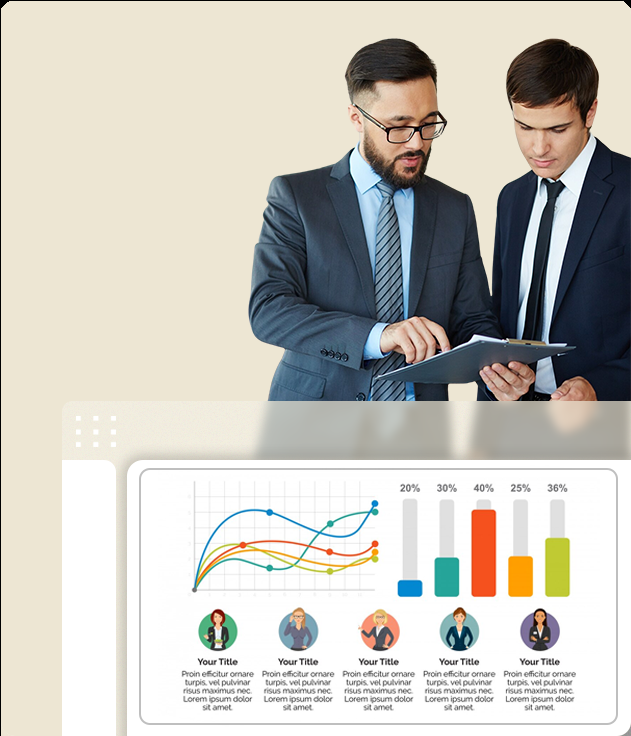 20% 30% 40% 25% 36%
Your Title Your Title Your Title Your Title Your Title
Proin efficitur ornare Proin efficitur ornare Proin efficitur ornare Proin efficitur ornare Proin efficitur ornare
turpis, vel pulvinar turpis, vel pulvinar turpis, vel pulvinar turpis, vel pulvinar turpis, vel pulvinar
risus maximus nec. risus maximus nec. risus maximus nec. risus maximus nec. risus maximus nec.
Lorem ipsum dolor Lorem ipsum dolor Lorem ipsum dolor Lorem ipsum dolor Lorem ipsum dolor
sit amet. sit amet. sit amet. sit amet. sit amet.